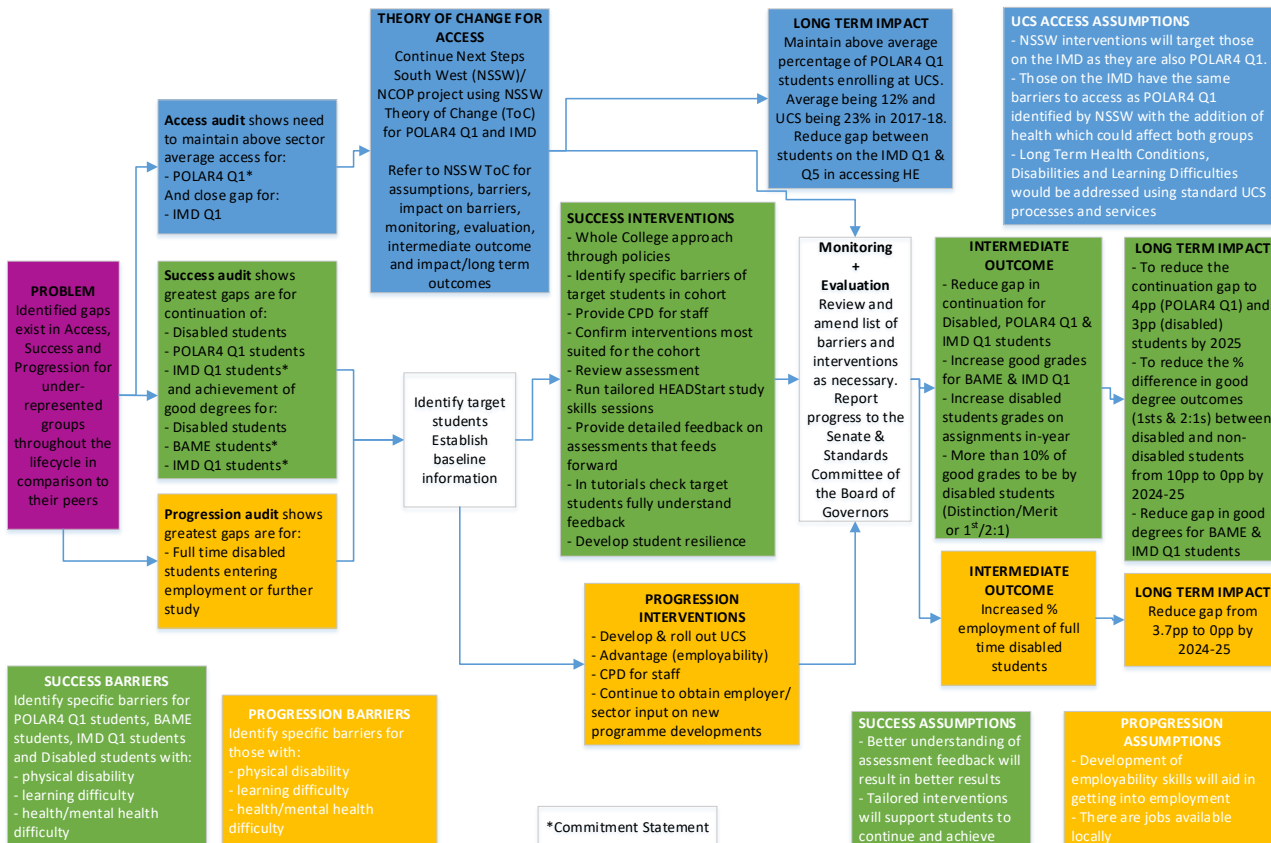 THEORY OF CHANGE FOR
ACCESS
Continue Next Steps
South West (NSSW)/
NCOP project using NSSW
Theory of Change (ToC)
for POLAR4 Q1 and IMD
Refer to NSSW ToC for
assumptions, barriers,
impact on barriers,
monitoring, evaluation,
intermediate outcome
and impact/long term
outcomes
LONG TERM IMPACT
Maintain above average
percentage of POLAR4 Q1
students enrolling at UCS.
Average being 12% and
UCS being 23% in 2017-18.
Reduce gap between
students on the IMD Q1 &
Q5 in accessing HE
UCS ACCESS ASSUMPTIONS
- NSSW interventions will target those
on the IMD as they are also POLAR4 Q1.
- Those on the IMD have the same
barriers to access as POLAR4 Q1
identified by NSSW with the addition of
health which could affect both groups
- Long Term Health Conditions,
Disabilities and Learning Difficulties
would be addressed using standard UCS
processes and services
Access audit shows need
to maintain above sector
average access for:
- POLAR4 Q1*
And close gap for:
- IMD Q1
PROBLEM
Identified gaps
exist in Access,
Success and
Progression for
under-
represented
groups
throughout the
lifecycle in
comparison to
their peers
Success audit shows
greatest gaps are for
continuation of:
- Disabled students
- POLAR4 Q1 students
- IMD Q1 students*
and achievement of
good degrees for:
- Disabled students
- BAME students*
- IMD Q1 students*
Progression audit shows
greatest gaps are for:
- Full time disabled
students entering
employment or further
study
Identify target
students
Establish
baseline
information
SUCCESS INTERVENTIONS
- Whole College approach
through policies
- Identify specific barriers of
target students in cohort
- Provide CPD for staff
- Confirm interventions most
suited for the cohort
- Review assessment
- Run tailored HEADStart study
skills sessions
- Provide detailed feedback on
assessments that feeds
forward
- In tutorials check target
students fully understand
feedback
- Develop student resilience
PROGRESSION
INTERVENTIONS
- Develop & roll out UCS
- Advantage (employability)
- CPD for staff
- Continue to obtain employer/
sector input on new
programme developments
Monitoring
+
Evaluation
Review and
amend list of
barriers and
interventions
as necessary.
Report
progress to the
Senate &
Standards
Committee of
the Board of
Governors
INTERMEDIATE
OUTCOME
- Reduce gap in
continuation for
Disabled, POLAR4 Q1 &
IMD Q1 students
- Increase good grades
for BAME & IMD Q1
- Increase disabled
students grades on
assignments in-year
- More than 10% of
good grades to be by
disabled students
(Distinction/Merit
or 1st/2:1)
LONG TERM IMPACT
- To reduce the
continuation gap to
4pp (POLAR4 Q1) and
3pp (disabled)
students by 2025
- To reduce the %
difference in good
degree outcomes
(1sts & 2:1s) between
disabled and non-
disabled students
from 10pp to 0pp by
2024-25
- Reduce gap in good
degrees for BAME &
IMD Q1 students
INTERMEDIATE
OUTCOME
Increased %
employment of full
time disabled
students
LONG TERM IMPACT
Reduce gap from
3.7pp to 0pp by
2024-25
SUCCESS BARRIERS
Identify specific barriers for
POLAR4 Q1 students, BAME
students, IMD Q1 students
and Disabled students with:
- physical disability
- learning difficulty
- health/mental health
difficulty
PROGRESSION BARRIERS
Identify specific barriers for
those with:
- physical disability
- learning difficulty
- health/mental health
difficulty
*Commitment Statement
SUCCESS ASSUMPTIONS
- Better understanding of
assessment feedback will
result in better results
- Tailored interventions
will support students to
continue and achieve
PROPGRESSION
ASSUMPTIONS
- Development of
employability skills will aid in
getting into employment
- There are jobs available
locally